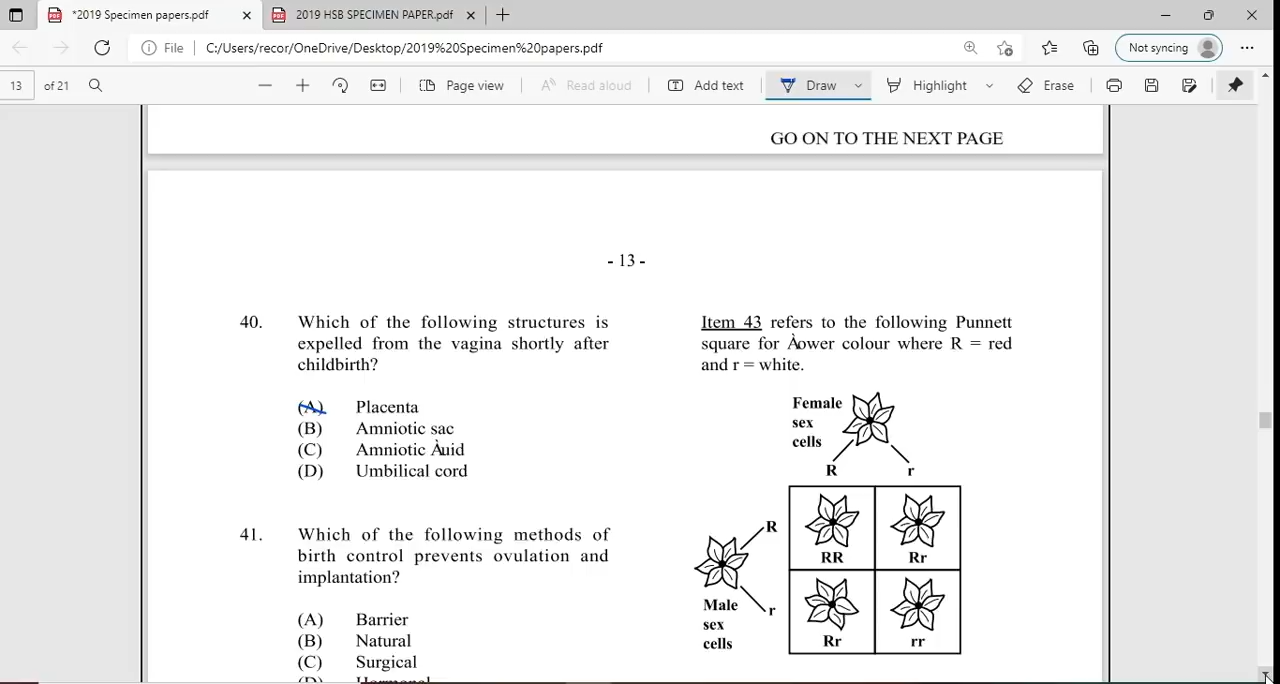 *2019 Specimen papers.pdf
2019 HSB SPECIMEN PAPER.pdf
File C:/Users/recor/OneDrive/Desktop/2019%20Specimen%20papers.pdf
Not syncing
13 of 21
Page view
Read aloud
Add text
Draw
Highlight
Erase
GO ON TO THE NEXT PAGE
- 13 -
40. Which of the following structures is
expelled from the vagina shortly after
childbirth?
(A) Placenta
(B) Amniotic sac
(C) Amniotic Àuid
(D) Umbilical cord
41. Which of the following methods of
birth control prevents ovulation and
implantation?
(A) Barrier
(B) Natural
(C) Surgical
(D) Hormonal
Item 43 refers to the following Punnett
square for Àower colour where R = red
and r = white.
Female
sex
cells
R r
R
RR Rr
Male
sex
cells
r
Rr rr